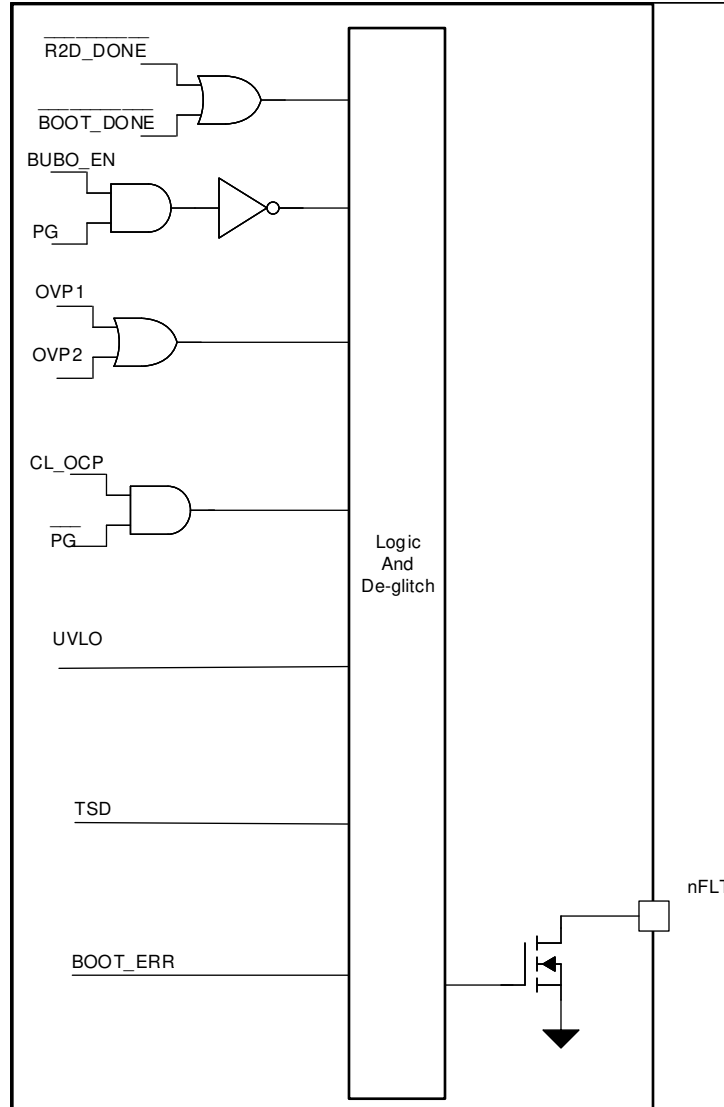 R2D_DONE
BOOT_DONE
BUBO_EN
PG
OVP1
OVP2
CL_OCP
PG
Logic
And
De-glitch
UVLO
TSD
nFLT
BOOT_ERR